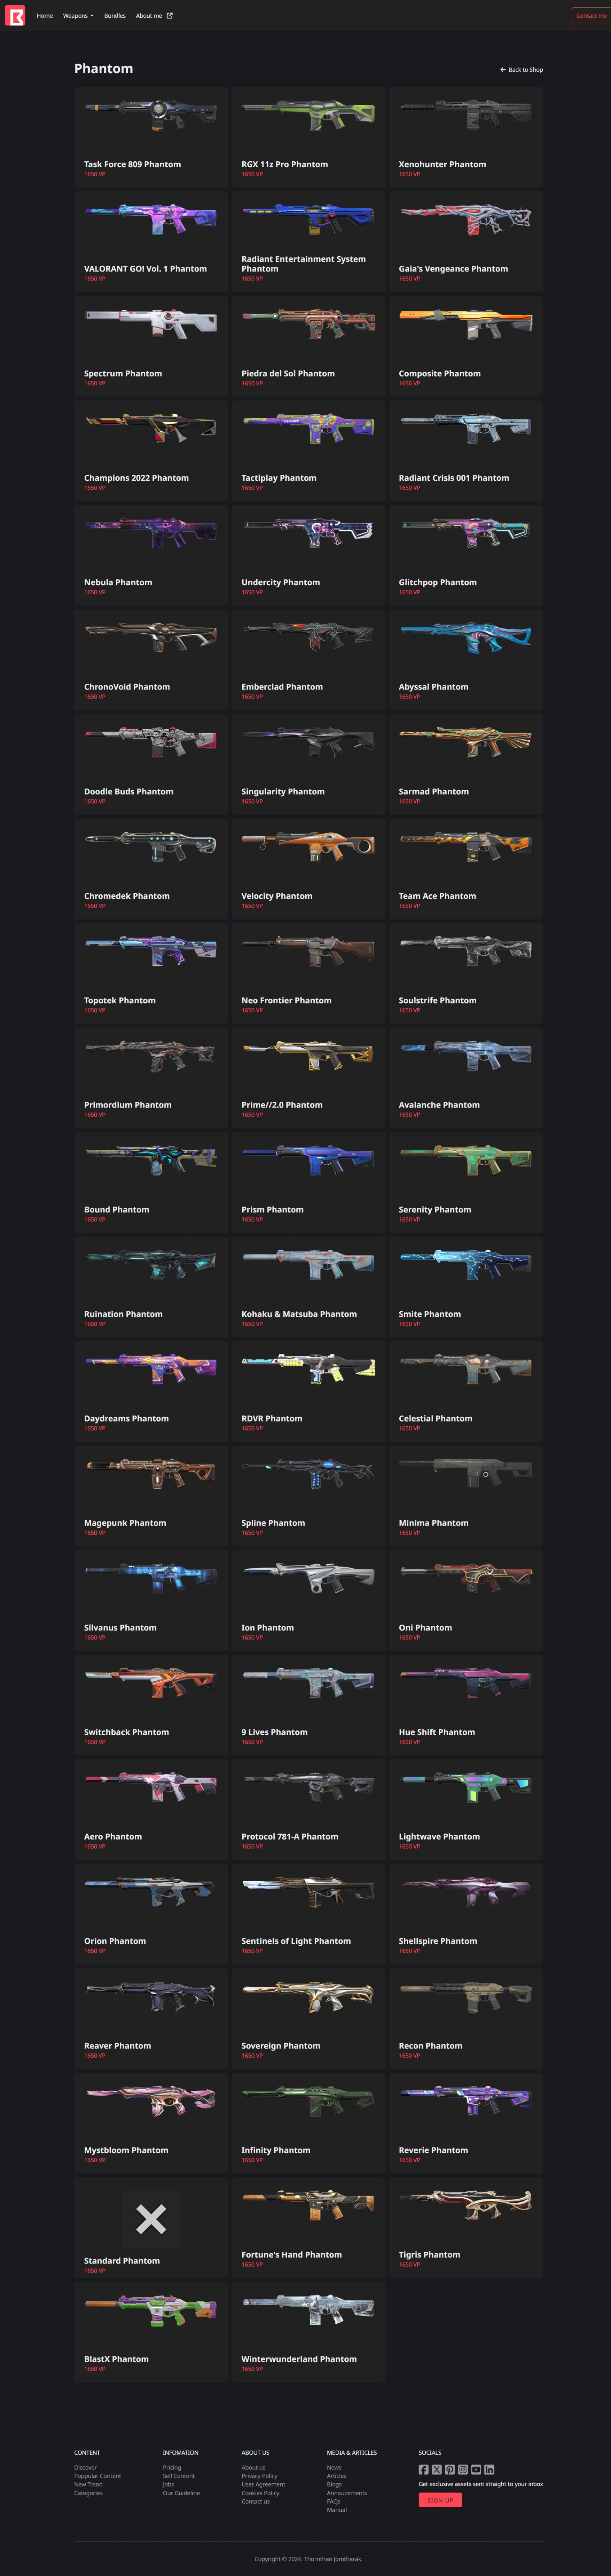 Home Weapons Bundles About me Contact me
Phantom
Back to Shop
Task Force 809 Phantom
1650 VP
RGX 11z Pro Phantom
1650 VP
Xenohunter Phantom
1650 VP
VALORANT GO! Vol. 1 Phantom
1650 VP
Radiant Entertainment System
Phantom
1650 VP
Gaia's Vengeance Phantom
1650 VP
Spectrum Phantom
1650 VP
Piedra del Sol Phantom
1650 VP
Composite Phantom
1650 VP
Champions 2022 Phantom
1650 VP
Tactiplay Phantom
1650 VP
Radiant Crisis 001 Phantom
1650 VP
Nebula Phantom
1650 VP
Undercity Phantom
1650 VP
Glitchpop Phantom
1650 VP
ChronoVoid Phantom
1650 VP
Emberclad Phantom
1650 VP
Abyssal Phantom
1650 VP
Doodle Buds Phantom
1650 VP
Singularity Phantom
1650 VP
Sarmad Phantom
1650 VP
Chromedek Phantom
1650 VP
Velocity Phantom
1650 VP
Team Ace Phantom
1650 VP
Topotek Phantom
1650 VP
Neo Frontier Phantom
1650 VP
Soulstrife Phantom
1650 VP
Primordium Phantom
1650 VP
Prime//2.0 Phantom
1650 VP
Avalanche Phantom
1650 VP
Bound Phantom
1650 VP
Prism Phantom
1650 VP
Serenity Phantom
1650 VP
Ruination Phantom
1650 VP
Kohaku & Matsuba Phantom
1650 VP
Smite Phantom
1650 VP
Daydreams Phantom
1650 VP
RDVR Phantom
1650 VP
Celestial Phantom
1650 VP
Magepunk Phantom
1650 VP
Spline Phantom
1650 VP
Minima Phantom
1650 VP
Silvanus Phantom
1650 VP
Ion Phantom
1650 VP
Oni Phantom
1650 VP
Switchback Phantom
1650 VP
9 Lives Phantom
1650 VP
Hue Shift Phantom
1650 VP
Aero Phantom
1650 VP
Protocol 781-A Phantom
1650 VP
Lightwave Phantom
1650 VP
Orion Phantom
1650 VP
Sentinels of Light Phantom
1650 VP
Shellspire Phantom
1650 VP
Reaver Phantom
1650 VP
Sovereign Phantom
1650 VP
Recon Phantom
1650 VP
Mystbloom Phantom
1650 VP
Infinity Phantom
1650 VP
Reverie Phantom
1650 VP
Standard Phantom
1650 VP
Fortune's Hand Phantom
1650 VP
Tigris Phantom
1650 VP
BlastX Phantom
1650 VP
Winterwunderland Phantom
1650 VP
CONTENT
Discover
Poppular Content
New Trand
Categories
INFOMATION
Pricing
Sell Content
Jobs
Our Guideline
ABOUT US
About us
Privacy Policy
User Agreement
Cookies Policy
Contact us
MEDIA & ARTICLES
News
Articles
Blogs
Annoucements
FAQs
Manual
SOCIALS
Get exclusive assets sent straight to your inbox
SIGN UP
Copyright © 2024. Thornthan Jomtharak.